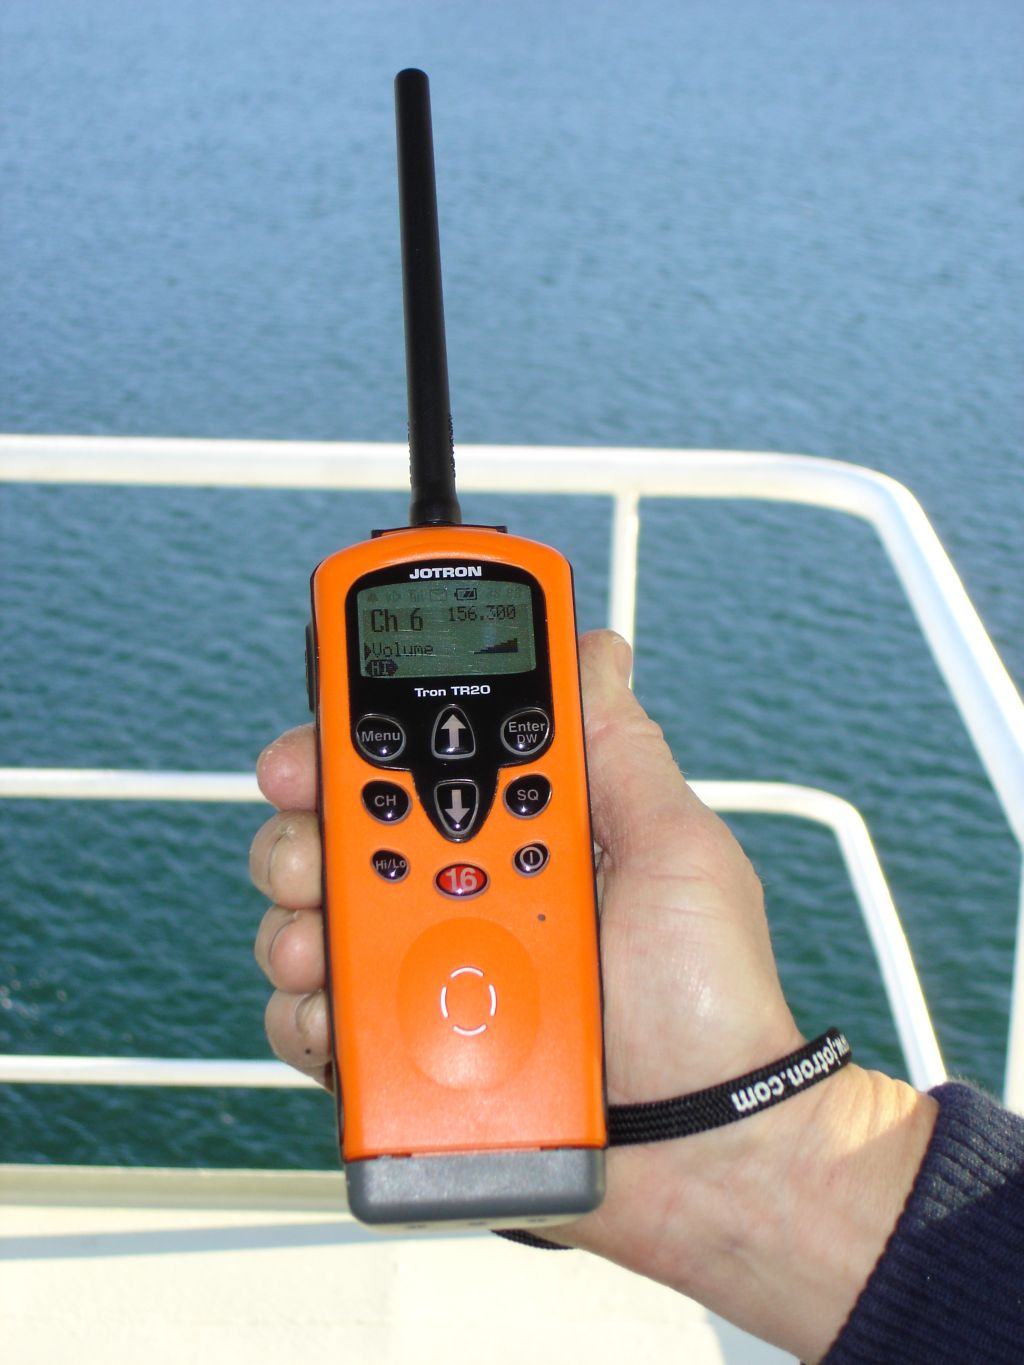 JOTRON
Ch 6 156.300
Volume
HI
Tron TR20
Menu
Enter
DW
CH
SQ
Hi/Lo
16
www.jotron.com